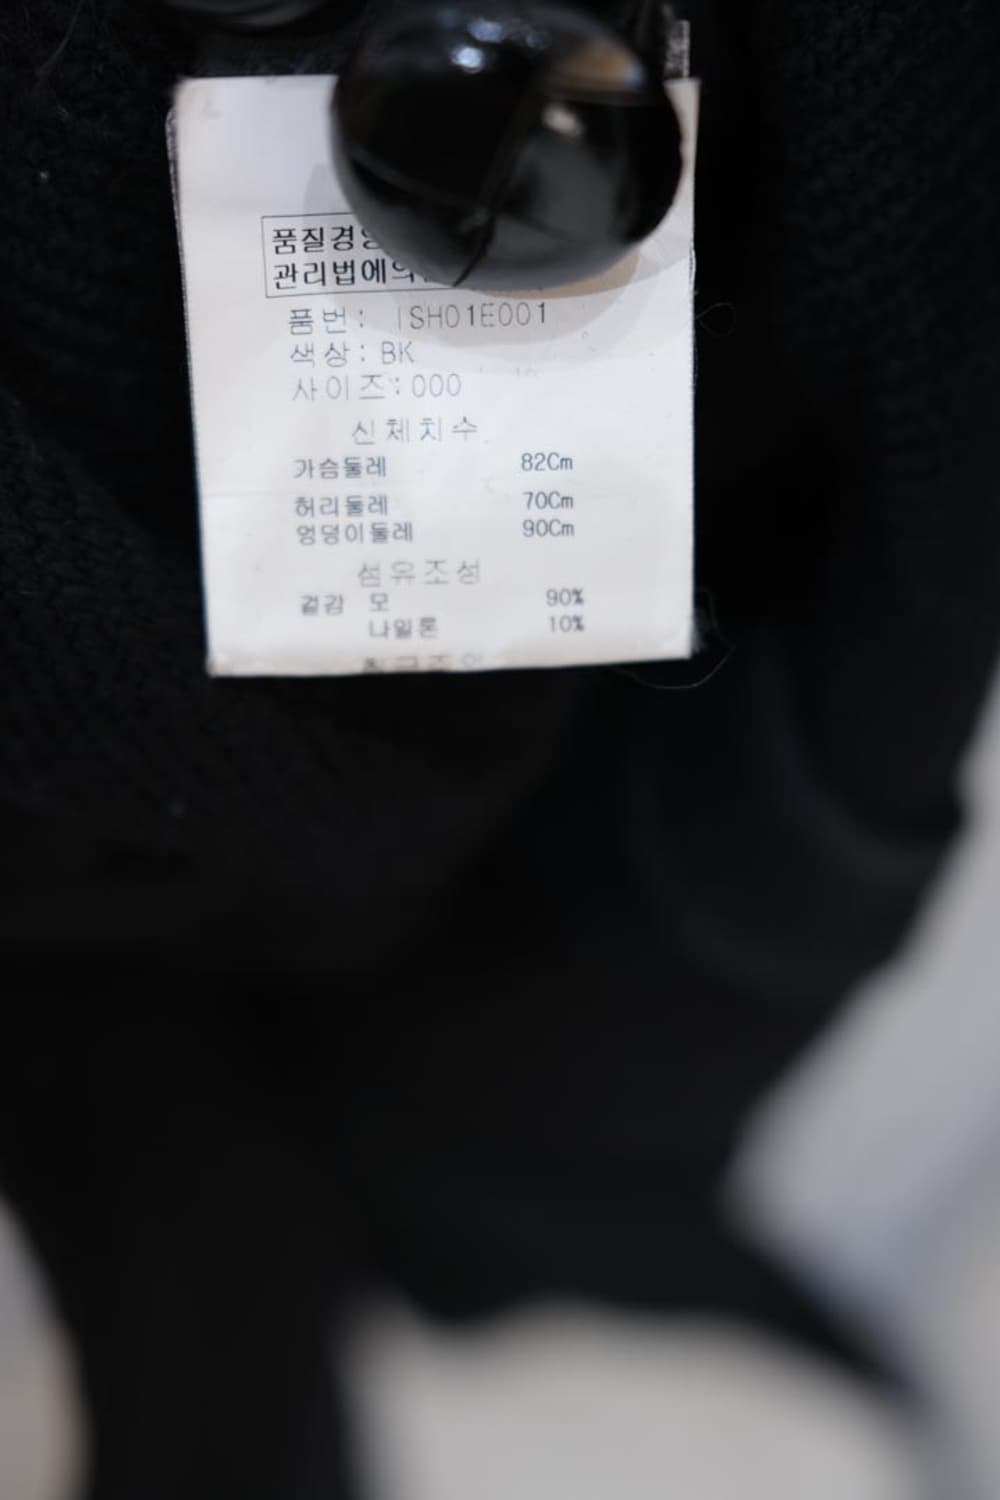 품질경영
관리법에의
품번: ISH01E001
색상: BK
사이즈: 000
신체치수
가슴둘레 82Cm
허리둘레 70Cm
엉덩이둘레 90Cm
섬유조성
겉감 모 90%
나일론 10%